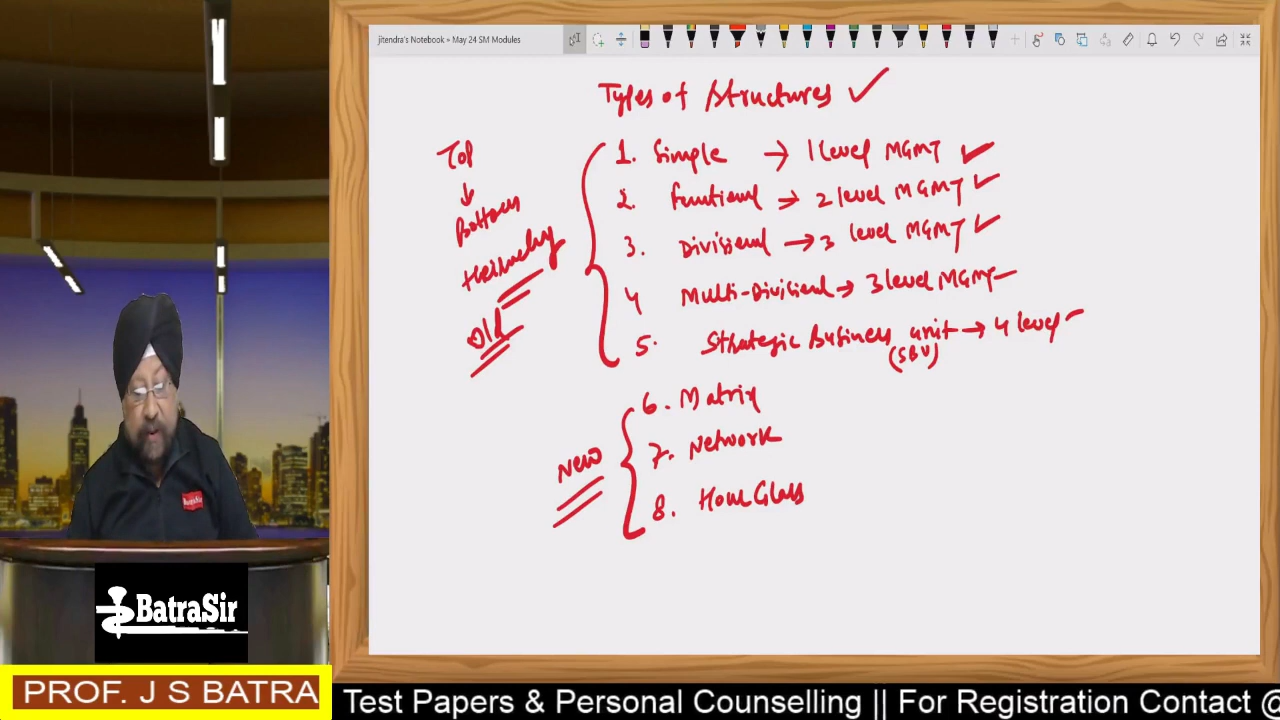 jitendra's Notebook » May 24 SM Modules
Types of Structures ✓
Top
↓
Bottom
Old
1. Simple → 1 level MGMT ✓
2. Functional → 2 level MGMT ✓
3. Divisional → 3 level MGMT ✓
4 Multi-Divisional → 3 level MGMT
5. Strategic Business unit → 4 level
(SBU)
New
6. Matrix
7. Network
8. Hour Glass
BatraSir
PROF. J S BATRA
Test Papers & Personal Counselling || For Registration Contact @